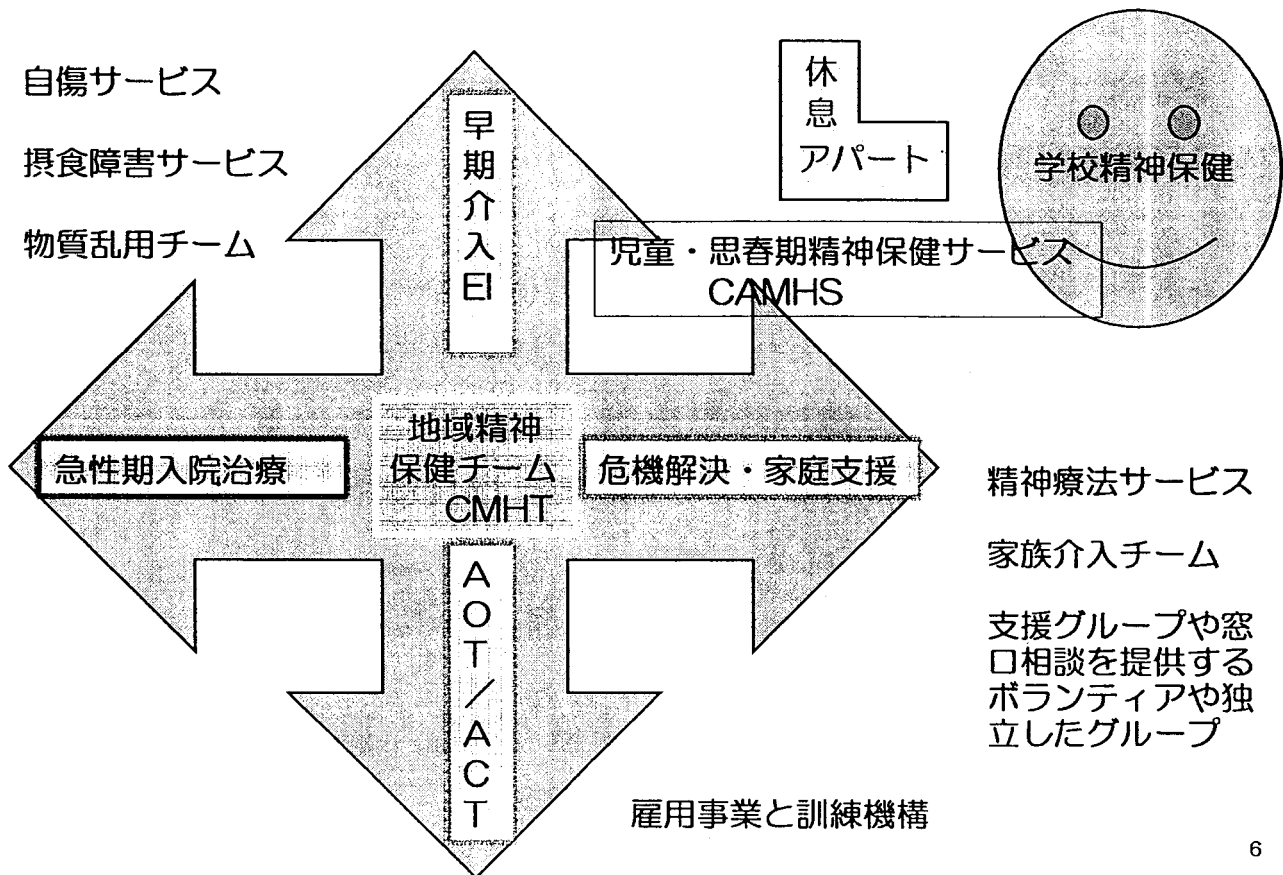 自傷サービス
摂食障害サービス
物質乱用チーム
早期介入EI
休息
アパート
学校精神保健
児童・思春期精神保健サービス
CAMHS
急性期入院治療
地域精神
保健チーム
CMHT
危機解決・家庭支援
AOT/ACT
精神療法サービス
家族介入チーム
支援グループや窓
口相談を提供する
ボランティアや独
立したグループ
雇用事業と訓練機構
6